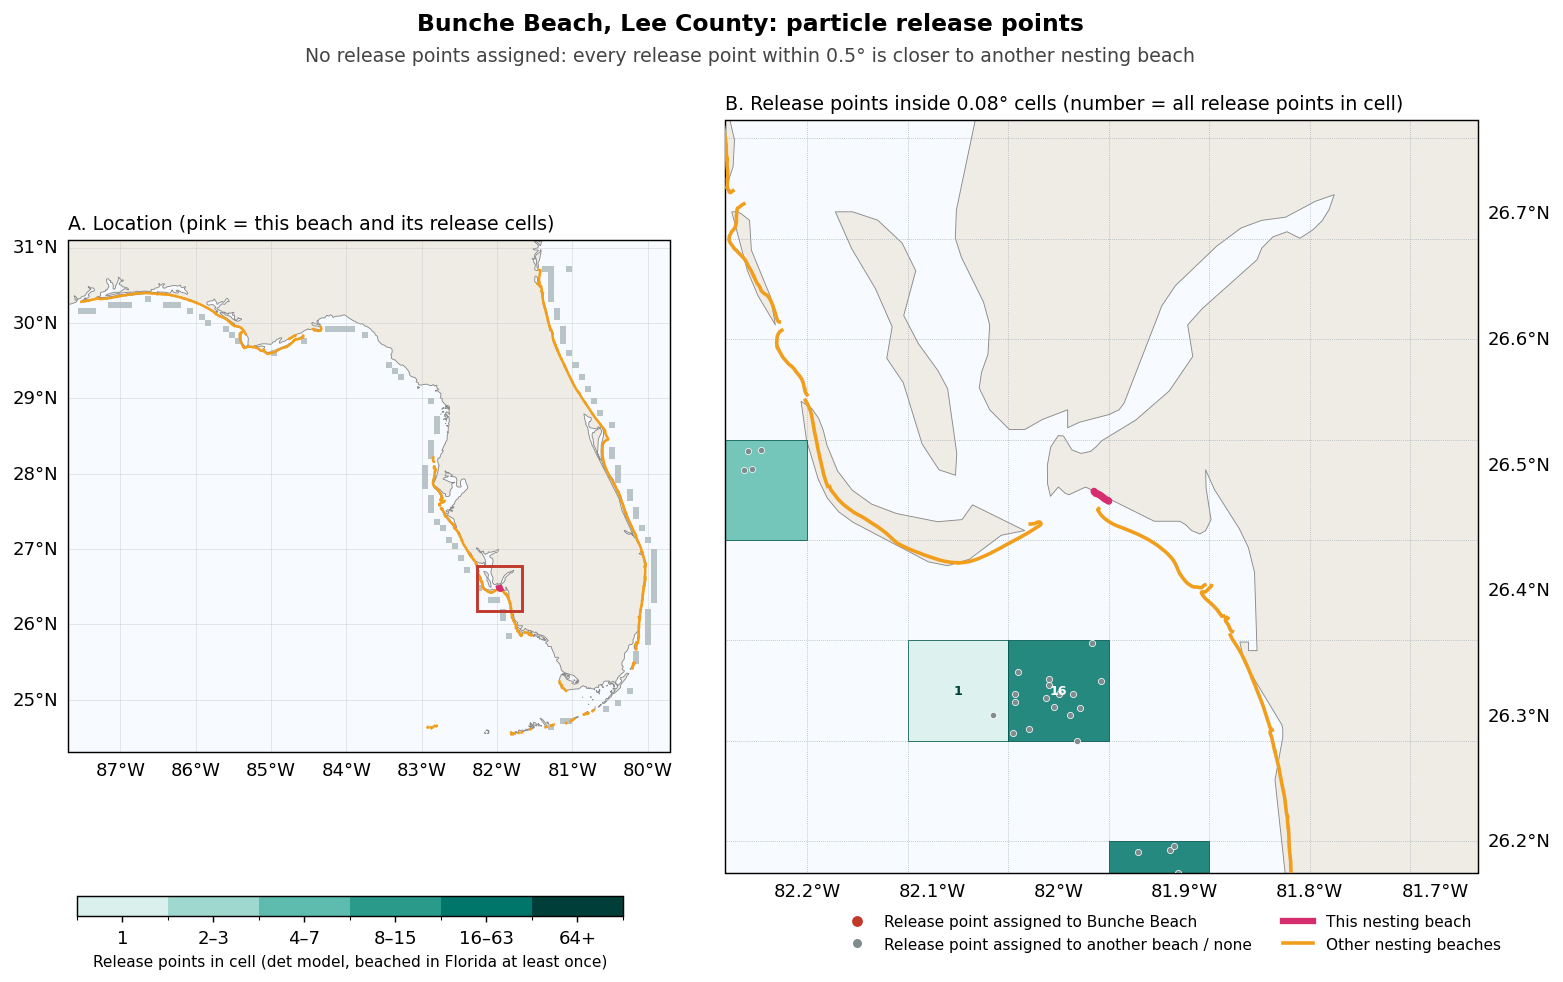 Bunche Beach, Lee County: particle release points
No release points assigned: every release point within 0.5° is closer to another nesting beach
A. Location (pink = this beach and its release cells)
31°N
30°N
29°N
28°N
27°N
26°N
25°N
87°W 86°W 85°W 84°W 83°W 82°W 81°W 80°W
B. Release points inside 0.08° cells (number = all release points in cell)
26.7°N
26.6°N
26.5°N
26.4°N
1 16
26.3°N
26.2°N
82.2°W 82.1°W 82°W 81.9°W 81.8°W 81.7°W
1 2–3 4–7 8–15 16–63 64+
Release points in cell (det model, beached in Florida at least once)
Release point assigned to Bunche Beach
Release point assigned to another beach / none
This nesting beach
Other nesting beaches